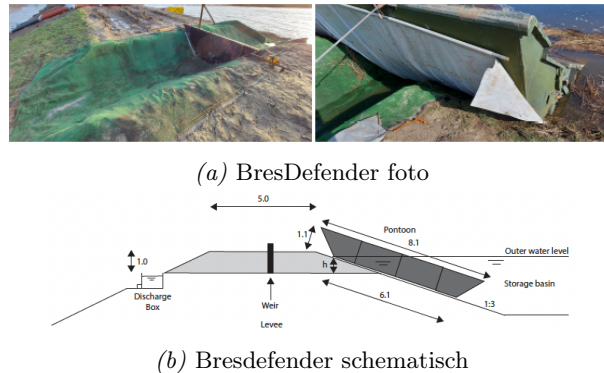 (a) BresDefender foto
5.0
Pontoon
1.1
8.1
Outer water level
1.0
h
Storage basin
6.1
1:3
Discharge
Box
Weir
Levee
(b) Bresdefender schematisch